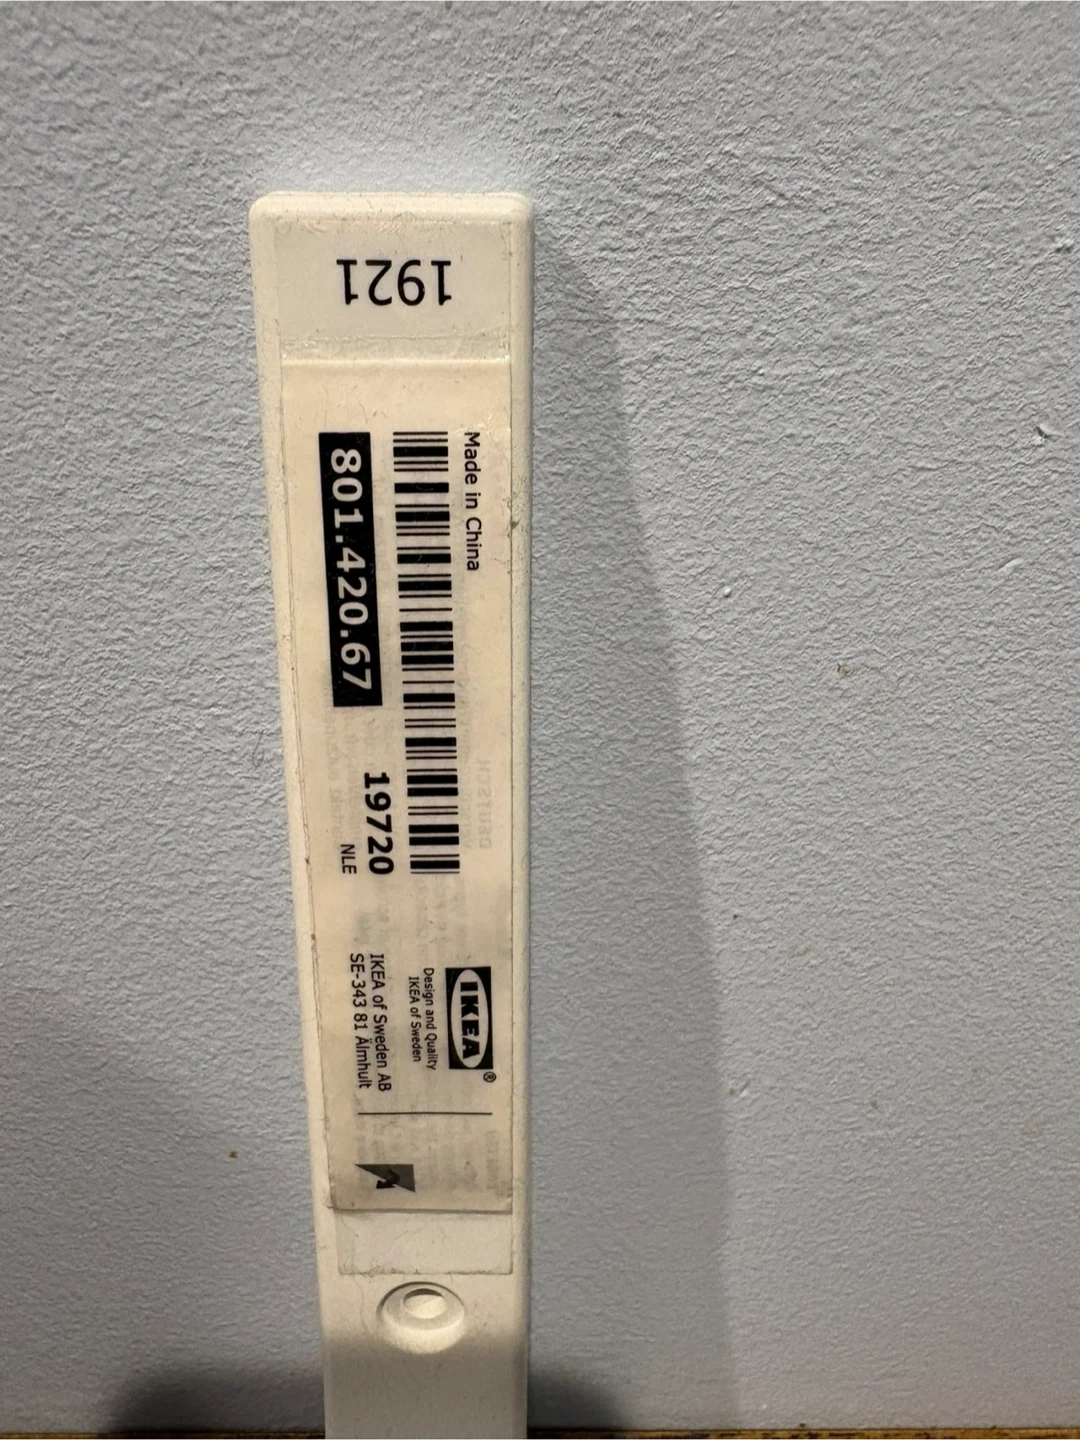 1921
Made in China
801.420.67
19720
NLE
IKEA®
Design and Quality
IKEA of Sweden
IKEA of Sweden AB
SE-343 81 Älmhult